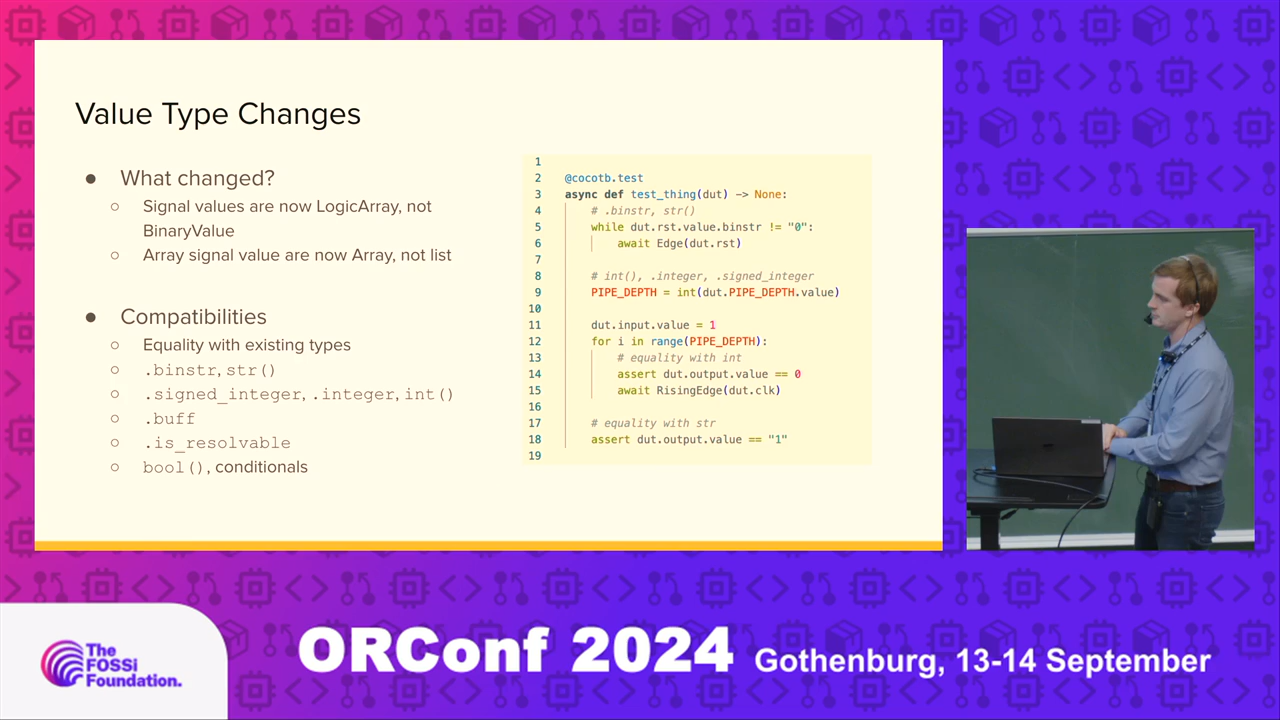 Value Type Changes
● What changed?
○ Signal values are now LogicArray, not
BinaryValue
○ Array signal value are now Array, not list
● Compatibilities
○ Equality with existing types
○ .binstr, str()
○ .signed_integer, .integer, int()
○ .buff
○ .is_resolvable
○ bool(), conditionals
1
2 @cocotb.test
3 async def test_thing(dut) -> None:
4 # .binstr, str()
5 while dut.rst.value.binstr != "0":
6 await Edge(dut.rst)
7
8 # int(), .integer, .signed_integer
9 PIPE_DEPTH = int(dut.PIPE_DEPTH.value)
10
11 dut.input.value = 1
12 for i in range(PIPE_DEPTH):
13 # equality with int
14 assert dut.output.value == 0
15 await RisingEdge(dut.clk)
16
17 # equality with str
18 assert dut.output.value == "1"
19
The
FOSSi
Foundation.
ORConf 2024 Gothenburg, 13-14 September